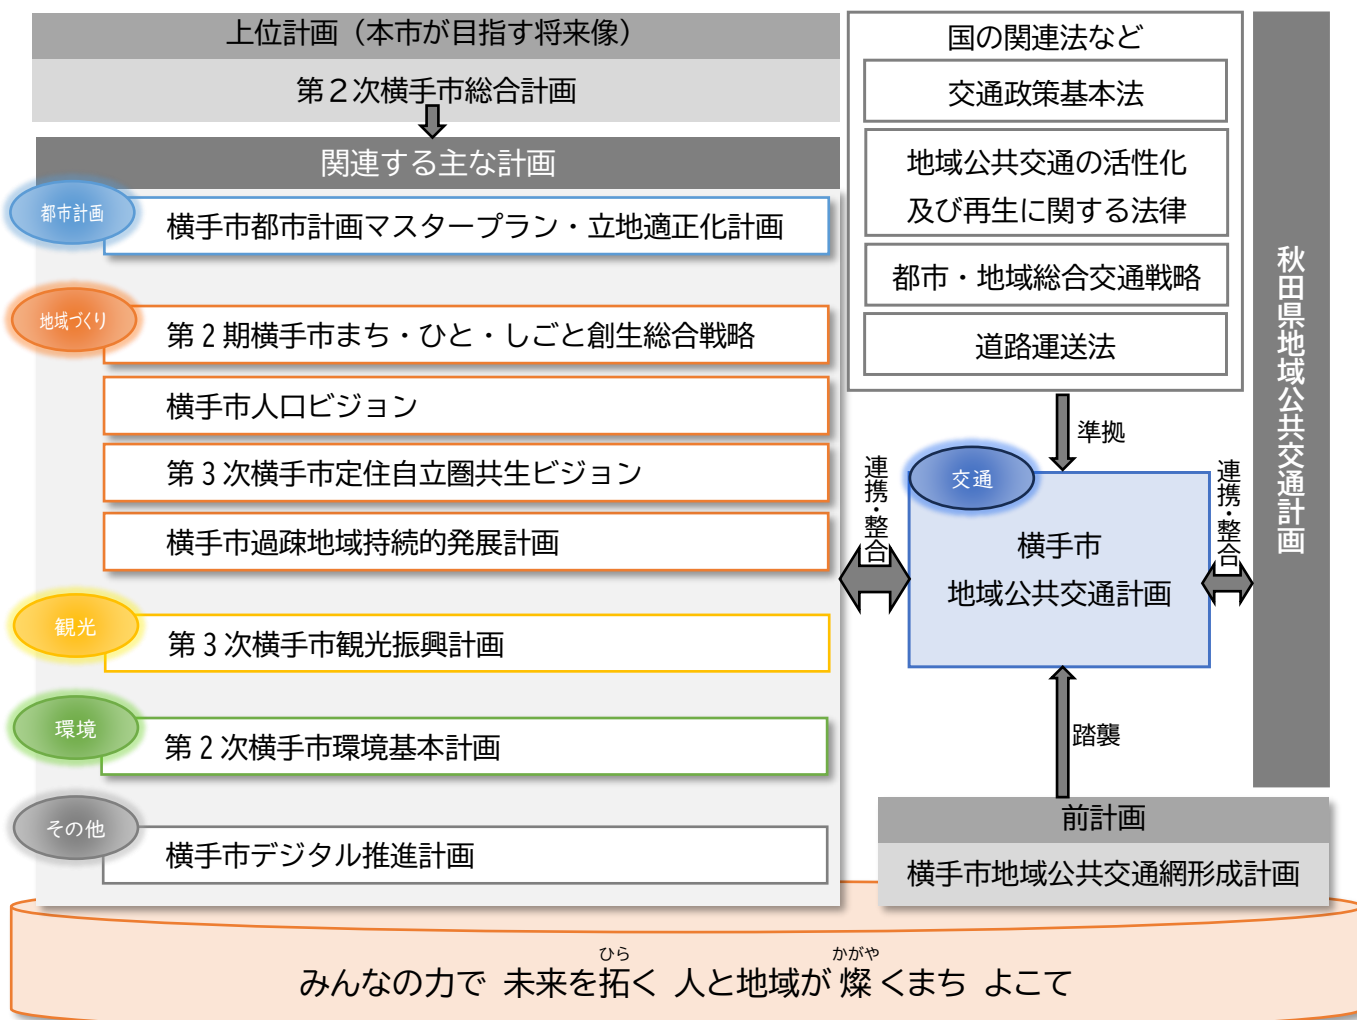 上位計画（本市が目指す将来像）
第２次横手市総合計画
関連する主な計画
都市計画
横手市都市計画マスタープラン・立地適正化計画
地域づくり
第２期横手市まち・ひと・しごと創生総合戦略
横手市人口ビジョン
第３次横手市定住自立圏共生ビジョン
横手市過疎地域持続的発展計画
観光
第３次横手市観光振興計画
環境
第２次横手市環境基本計画
その他
横手市デジタル推進計画
国の関連法など
交通政策基本法
地域公共交通の活性化
及び再生に関する法律
都市・地域総合交通戦略
道路運送法
準拠
連携・整合
交通
横手市
地域公共交通計画
連携・整合
秋田県地域公共交通計画
踏襲
前計画
横手市地域公共交通網形成計画
ひら かがや
みんなの力で 未来を拓く 人と地域が 燦くまち よこて